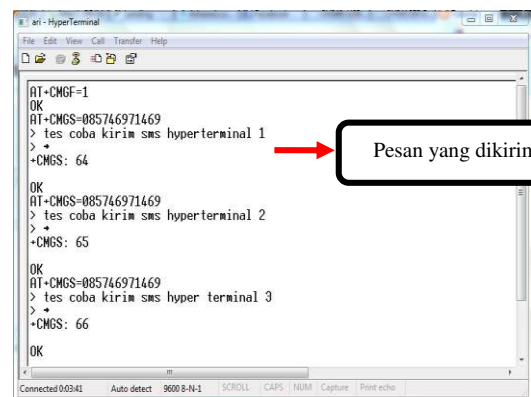 ari - HyperTerminal
File Edit View Call Transfer Help
AT+CMGF=1
OK
AT+CMGS=085746971469
> tes coba kirim sms hyperterminal 1
> →
+CMGS: 64
Pesan yang dikirim
OK
AT+CMGS=085746971469
> tes coba kirim sms hyperterminal 2
> →
+CMGS: 65
OK
AT+CMGS=085746971469
> tes coba kirim sms hyper terminal 3
> →
+CMGS: 66
OK
Connected 0:03:41 Auto detect 9600 8-N-1 SCROLL CAPS NUM Capture Print echo